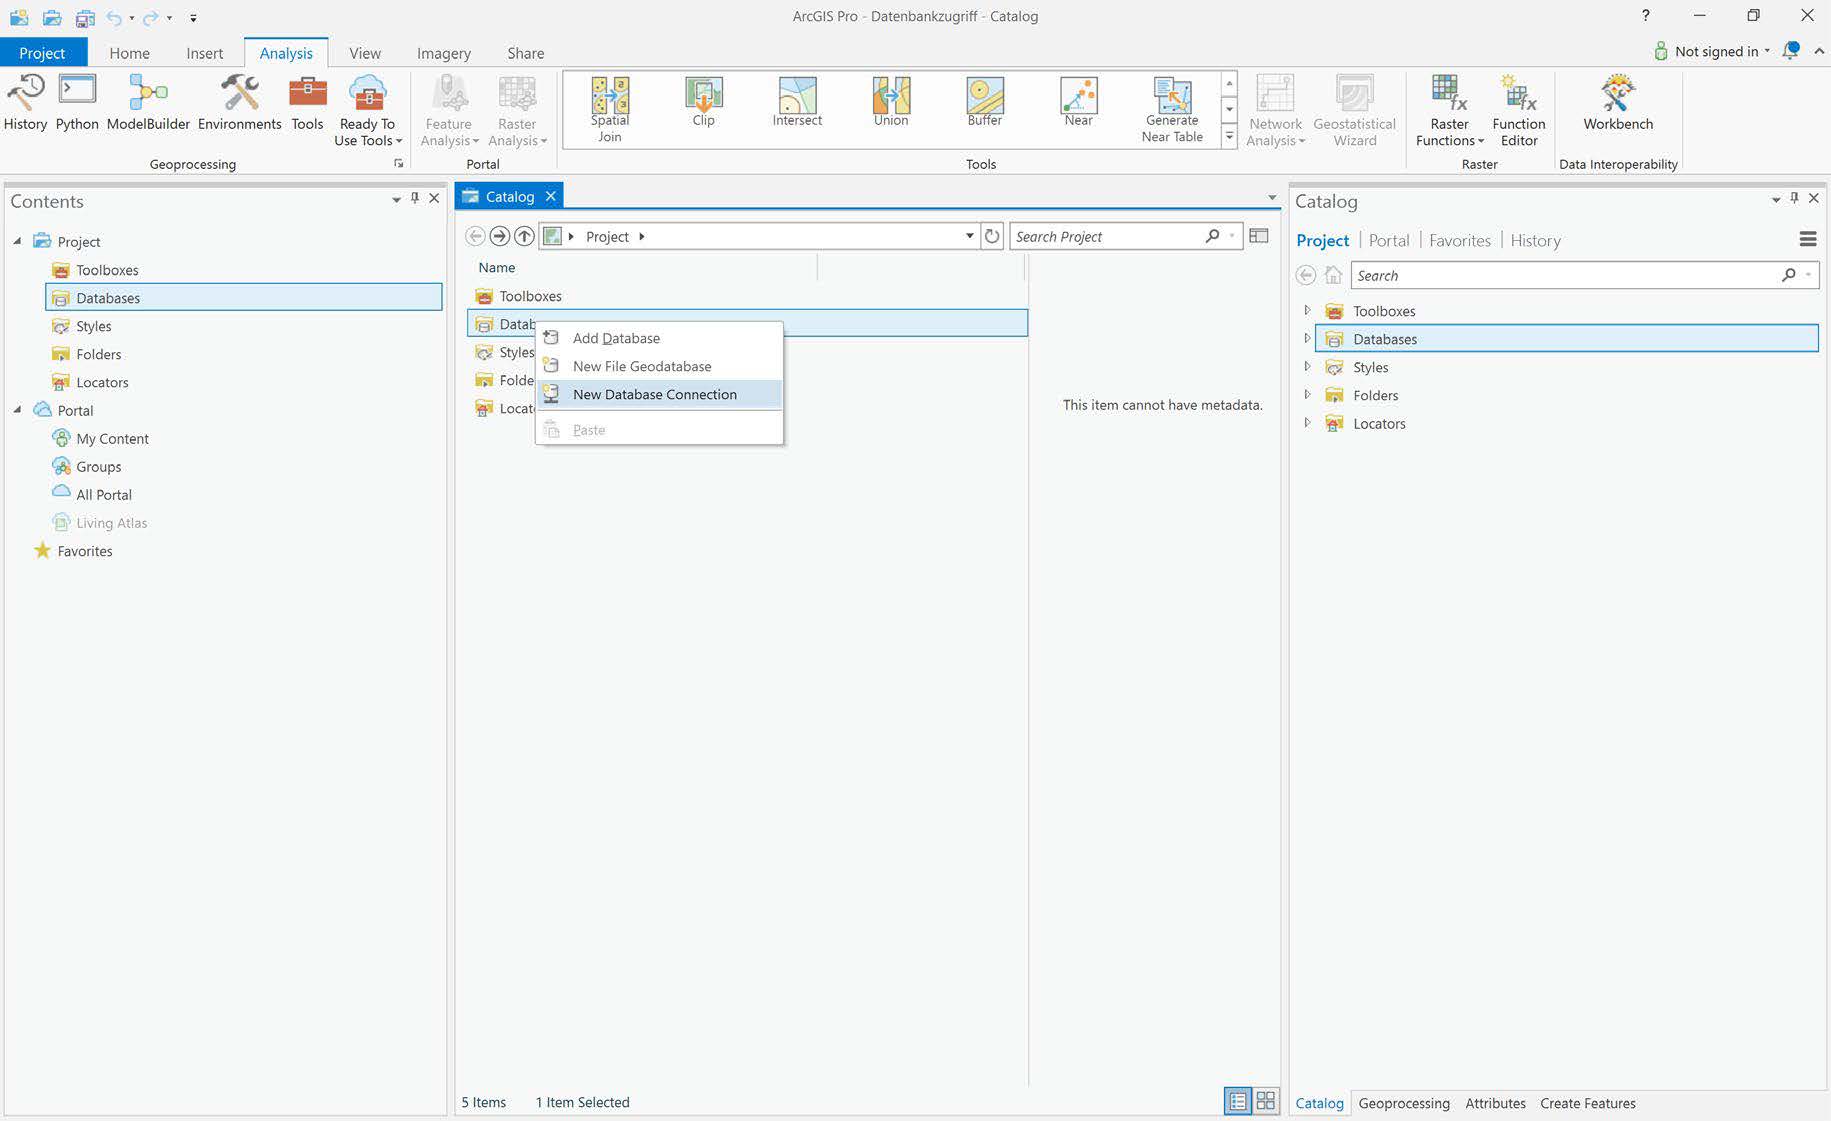 ArcGIS Pro - Datenbankzugriff - Catalog
?
Project Home Insert Analysis View Imagery Share
Not signed in
History Python ModelBuilder Environments Tools Ready To Use Tools
Geoprocessing
Feature Analysis Raster Analysis
Portal
Spatial Join Clip Intersect Union Buffer Near Generate Near Table
Network Analysis Geostatistical Wizard
Tools
Raster Functions Function Editor
Raster
Workbench
Data Interoperability
Contents
Project
Toolboxes
Databases
Styles
Folders
Locators
Portal
My Content
Groups
All Portal
Living Atlas
Favorites
Catalog
Project
Search Project
Name
Toolboxes
Datab
Styles
Folde
Locat
Add Database
New File Geodatabase
New Database Connection
Paste
This item cannot have metadata.
5 Items 1 Item Selected
Catalog
Project Portal Favorites History
Search
Toolboxes
Databases
Styles
Folders
Locators
Catalog Geoprocessing Attributes Create Features